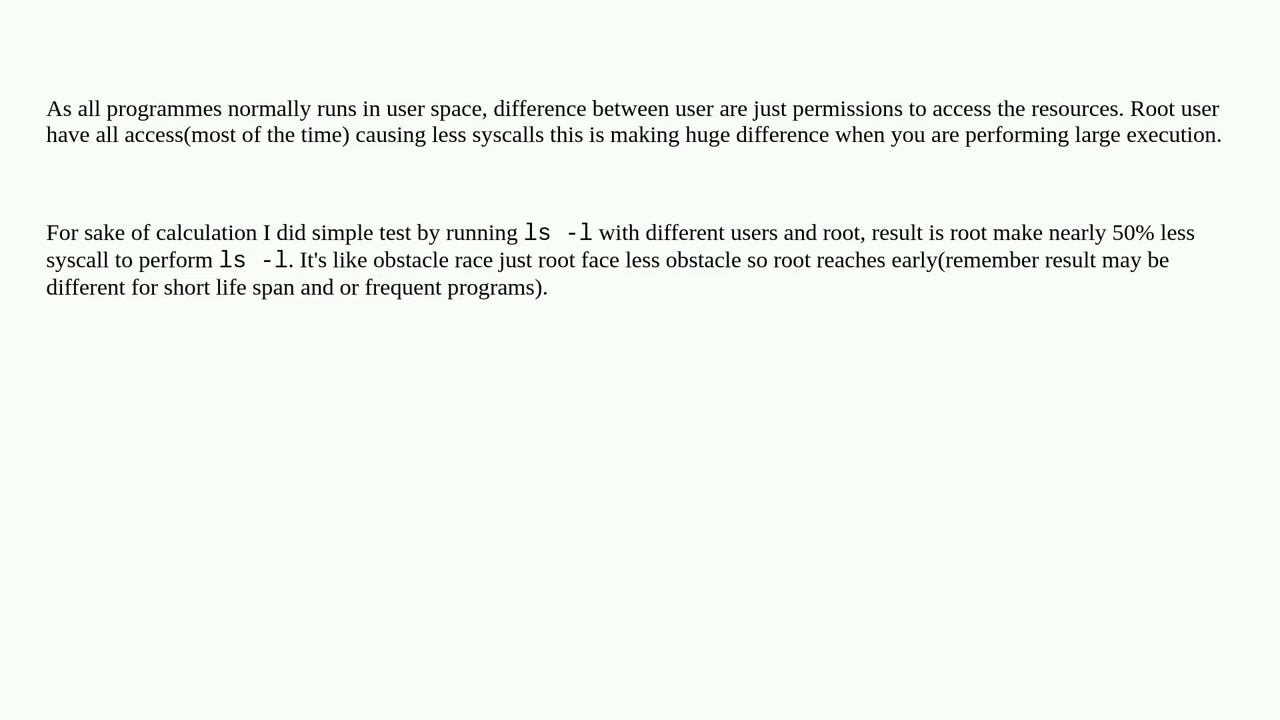 As all programmes normally runs in user space, difference between user are just permissions to access the resources. Root user
have all access(most of the time) causing less syscalls this is making huge difference when you are performing large execution.
For sake of calculation I did simple test by running ls -l with different users and root, result is root make nearly 50% less
syscall to perform ls -l. It's like obstacle race just root face less obstacle so root reaches early(remember result may be
different for short life span and or frequent programs).